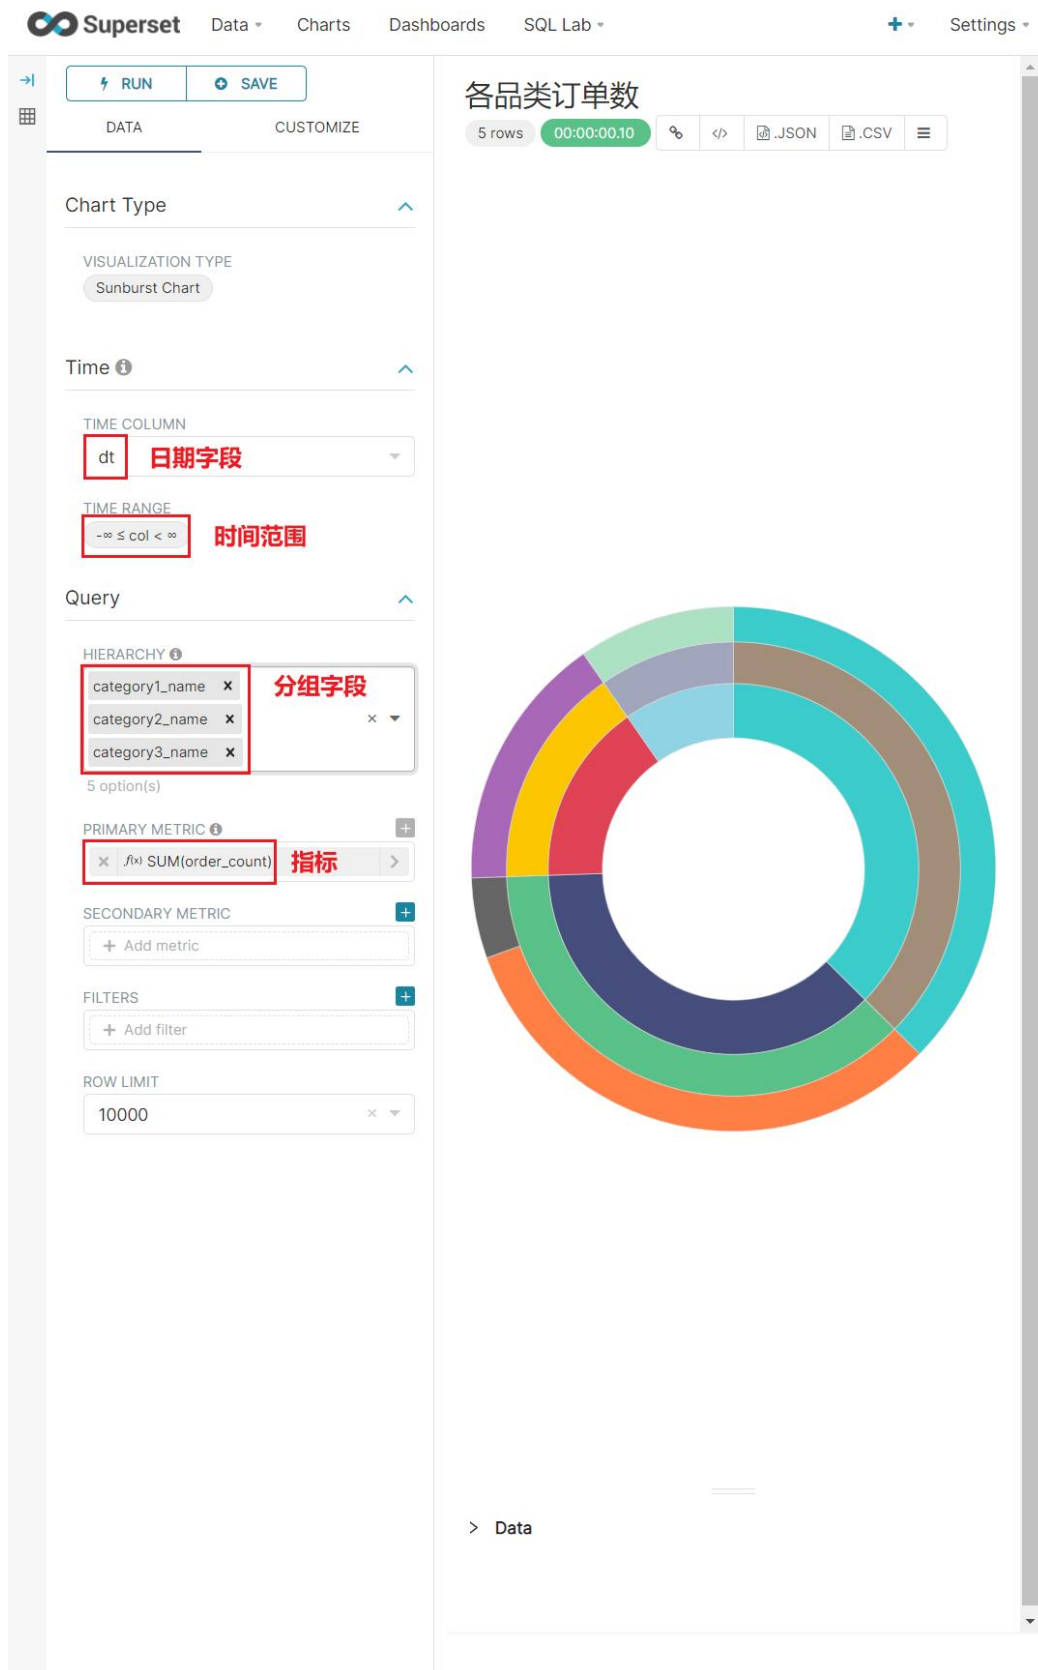 Superset Data Charts Dashboards SQL Lab + Settings
RUN SAVE
DATA CUSTOMIZE
Chart Type
VISUALIZATION TYPE
Sunburst Chart
Time
TIME COLUMN
dt 日期字段
TIME RANGE
-∞ ≤ col < ∞ 时间范围
Query
HIERARCHY
category1_name × 分组字段
category2_name ×
category3_name ×
5 option(s)
PRIMARY METRIC
× f(x) SUM(order_count) 指标
SECONDARY METRIC
+ Add metric
FILTERS
+ Add filter
ROW LIMIT
10000
各品类订单数
5 rows 00:00:00.10 </> .JSON .CSV
> Data